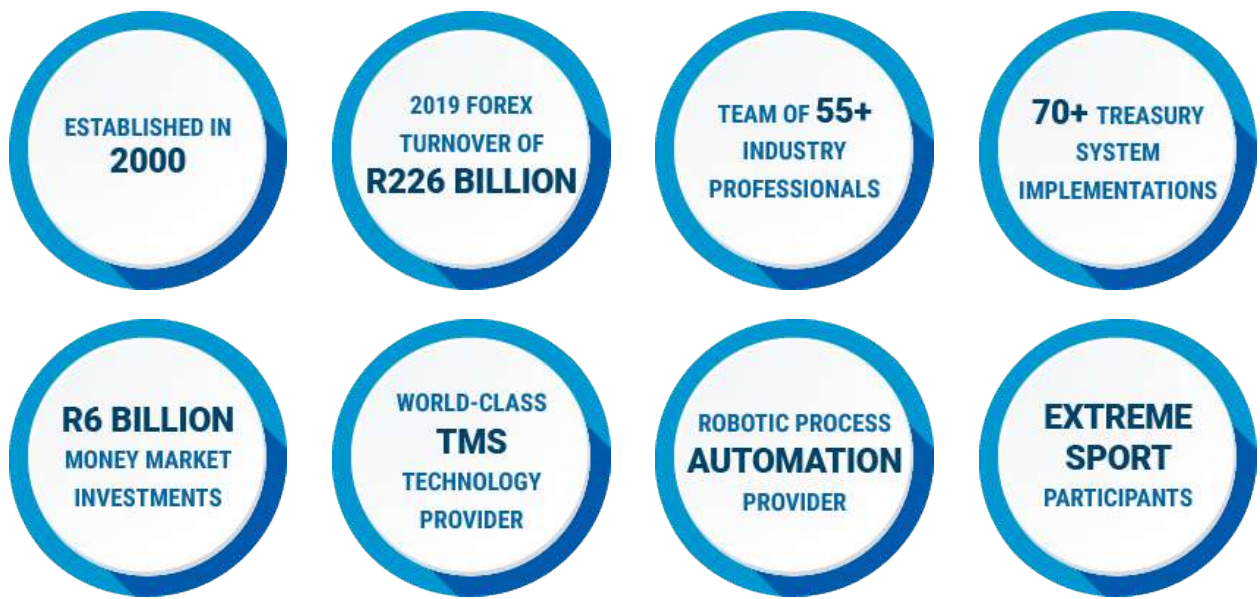 ESTABLISHED IN
2000
2019 FOREX
TURNOVER OF
R226 BILLION
TEAM OF 55+
INDUSTRY
PROFESSIONALS
70+ TREASURY
SYSTEM
IMPLEMENTATIONS
R6 BILLION
MONEY MARKET
INVESTMENTS
WORLD-CLASS
TMS
TECHNOLOGY
PROVIDER
ROBOTIC PROCESS
AUTOMATION
PROVIDER
EXTREME
SPORT
PARTICIPANTS